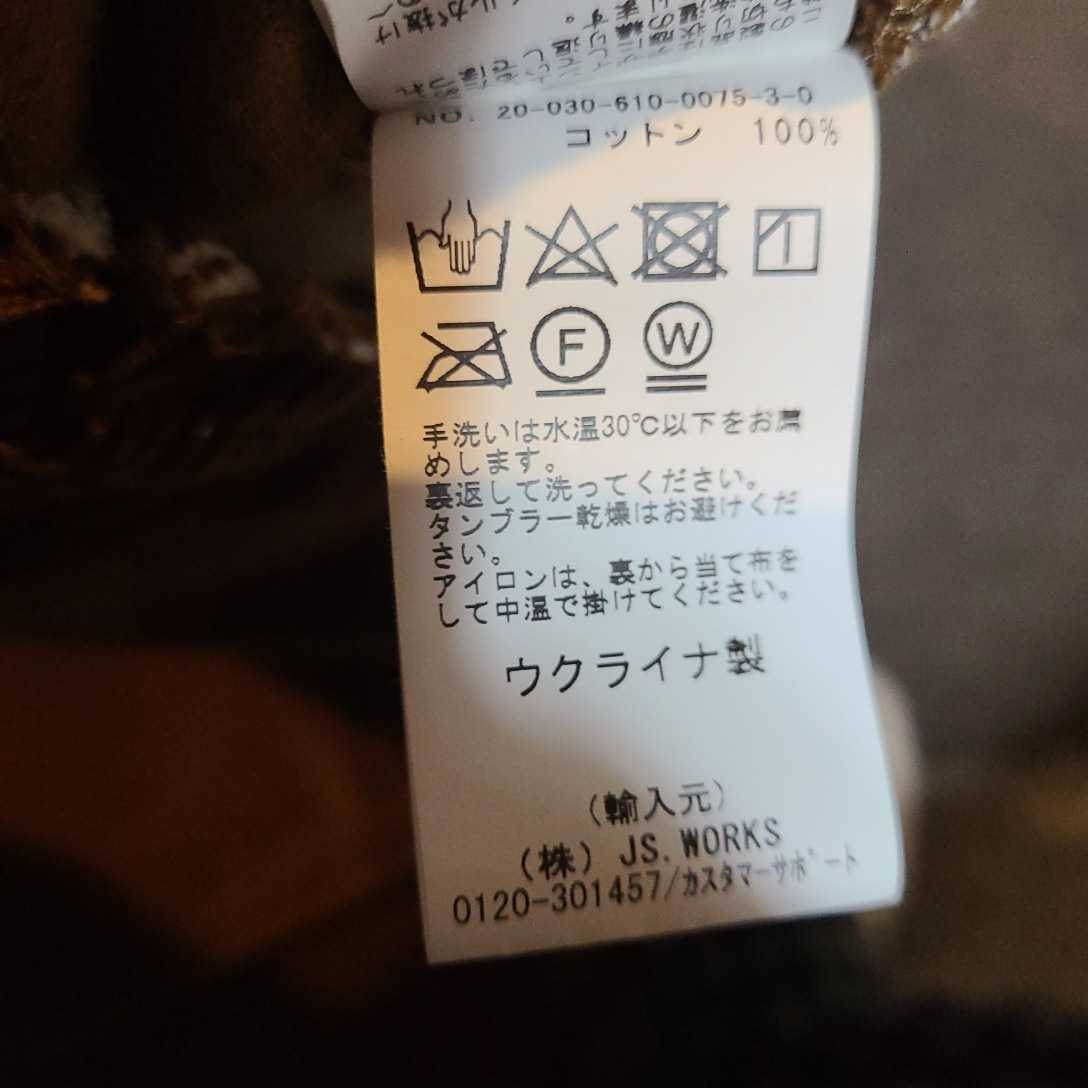 NO. 20-030-610-0075-3-0
コットン 100%
F
W
手洗いは水温30℃以下をお薦
めします。
裏返して洗ってください。
タンブラー乾燥はお避けくだ
さい。
アイロンは、裏から当て布を
して中温で掛けてください。
ウクライナ製
(輸入元)
(株) JS.WORKS
0120-301457/カスタマーサポート